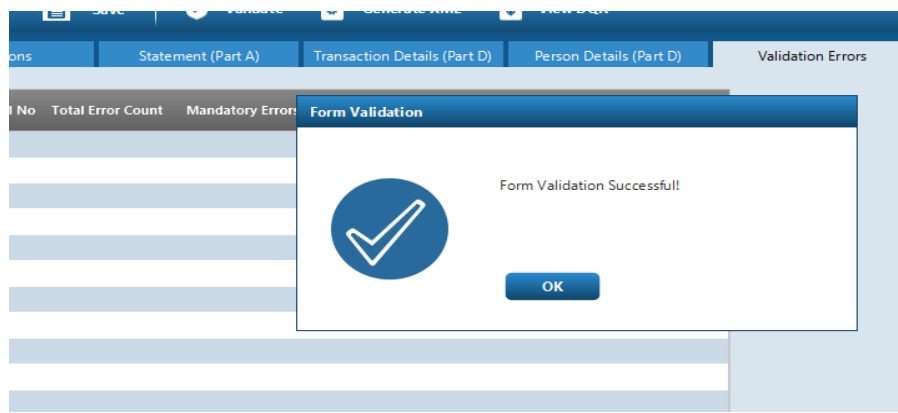 Save Validate Generate XML View DQR
ons Statement (Part A) Transaction Details (Part D) Person Details (Part D) Validation Errors
l No Total Error Count Mandatory Errors
Form Validation
Form Validation Successful!
OK